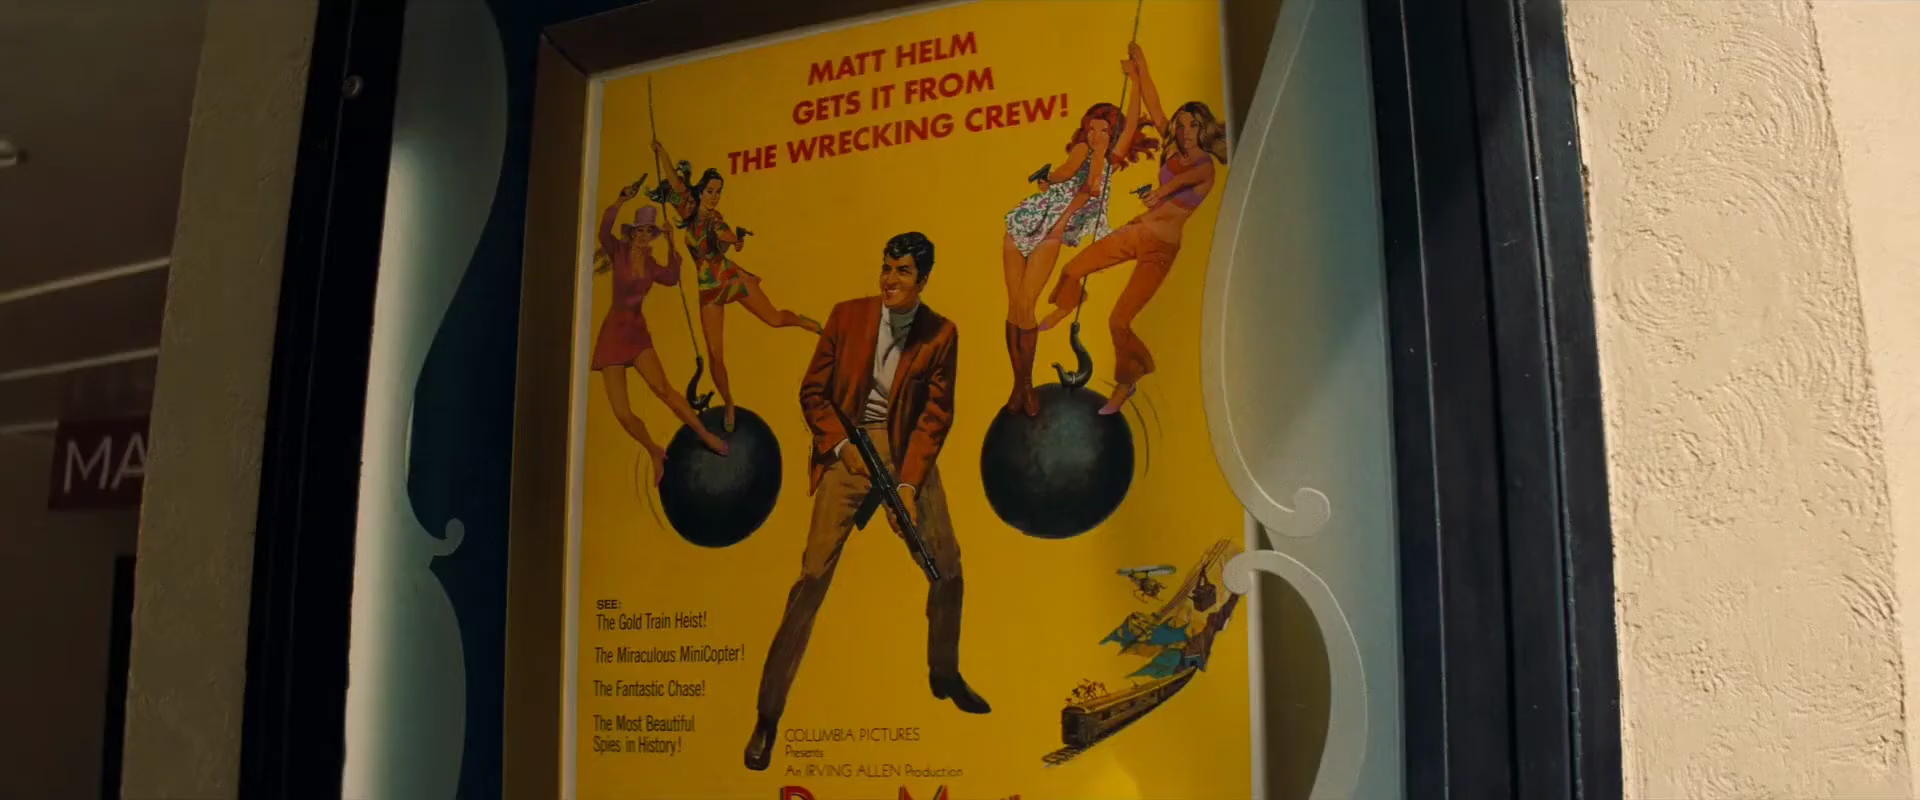 MATT HELM
GETS IT FROM
THE WRECKING CREW!
MA
SEE:
The Gold Train Heist!
The Miraculous MiniCopter!
The Fantastic Chase!
The Most Beautiful
Spies in History!
COLUMBIA PICTURES
Presents
An IRVING ALLEN Production